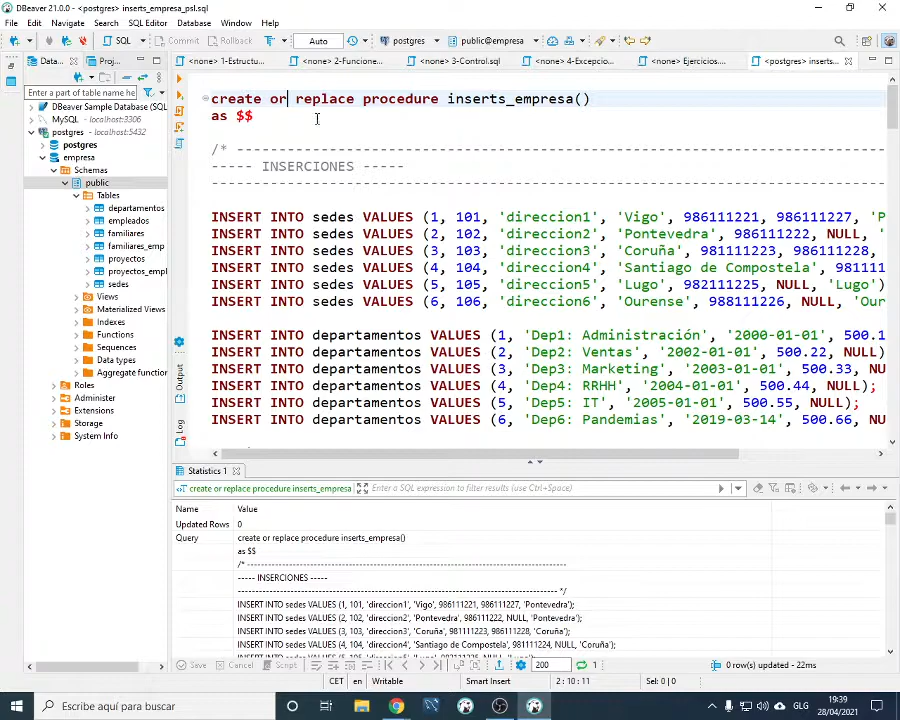 DBeaver 21.0.0 - <postgres> inserts_empresa_psl.sql
File Edit Navigate Search SQL Editor Database Window Help
SQL Commit Rollback Auto postgres public@empresa
Data... Proj...
<none> 1-Estructu... <none> 2-Funcione... <none> 3-Control.sql <none> 4-Excepcio... <none> Ejercicios.... <postgres> inserts...
Enter a part of table name he
DBeaver Sample Database (SQL
MySQL - localhost:3306
postgres - localhost:5432
postgres
empresa
Schemas
public
Tables
departamentos
empleados
familiares
familiares_emp
proyectos
proyectos_empl
sedes
Views
Materialized Views
Indexes
Functions
Sequences
Data types
Aggregate function
Roles
Administer
Extensions
Storage
System Info
Output
Log
create or replace procedure inserts_empresa()
as $$
/* ----------------------------------------------------------------------------
----- INSERCIONES -----
-------------------------------------------------------------------------------
INSERT INTO sedes VALUES (1, 101, 'direccion1', 'Vigo', 986111221, 986111227, 'P
INSERT INTO sedes VALUES (2, 102, 'direccion2', 'Pontevedra', 986111222, NULL, '
INSERT INTO sedes VALUES (3, 103, 'direccion3', 'Coruña', 981111223, 986111228,
INSERT INTO sedes VALUES (4, 104, 'direccion4', 'Santiago de Compostela', 98111
INSERT INTO sedes VALUES (5, 105, 'direccion5', 'Lugo', 982111225, NULL, 'Lugo')
INSERT INTO sedes VALUES (6, 106, 'direccion6', 'Ourense', 988111226, NULL, 'Our
INSERT INTO departamentos VALUES (1, 'Dep1: Administración', '2000-01-01', 500.1
INSERT INTO departamentos VALUES (2, 'Dep2: Ventas', '2002-01-01', 500.22, NULL)
INSERT INTO departamentos VALUES (3, 'Dep3: Marketing', '2003-01-01', 500.33, NU
INSERT INTO departamentos VALUES (4, 'Dep4: RRHH', '2004-01-01', 500.44, NULL);
INSERT INTO departamentos VALUES (5, 'Dep5: IT', '2005-01-01', 500.55, NULL);
INSERT INTO departamentos VALUES (6, 'Dep6: Pandemias', '2019-03-14', 500.66, NU
Statistics 1
create or replace procedure inserts_empresa Enter a SQL expression to filter results (use Ctrl+Space)
Name Value
Updated Rows 0
Query create or replace procedure inserts_empresa()
as $$
/* ----------------------------------------------------------------------------
----- INSERCIONES -----
---------------------------------------------------------------------------- */
INSERT INTO sedes VALUES (1, 101, 'direccion1', 'Vigo', 986111221, 986111227, 'Pontevedra');
INSERT INTO sedes VALUES (2, 102, 'direccion2', 'Pontevedra', 986111222, NULL, 'Pontevedra');
INSERT INTO sedes VALUES (3, 103, 'direccion3', 'Coruña', 981111223, 986111228, 'Coruña');
INSERT INTO sedes VALUES (4, 104, 'direccion4', 'Santiago de Compostela', 981111224, NULL, 'Coruña');
Save Cancel Script 200 1 0 row(s) updated - 22ms
CET en Writable Smart Insert 2 : 10 : 11 Sel: 0 | 0
Escribe aquí para buscar
GLG
19:39
28/04/2021